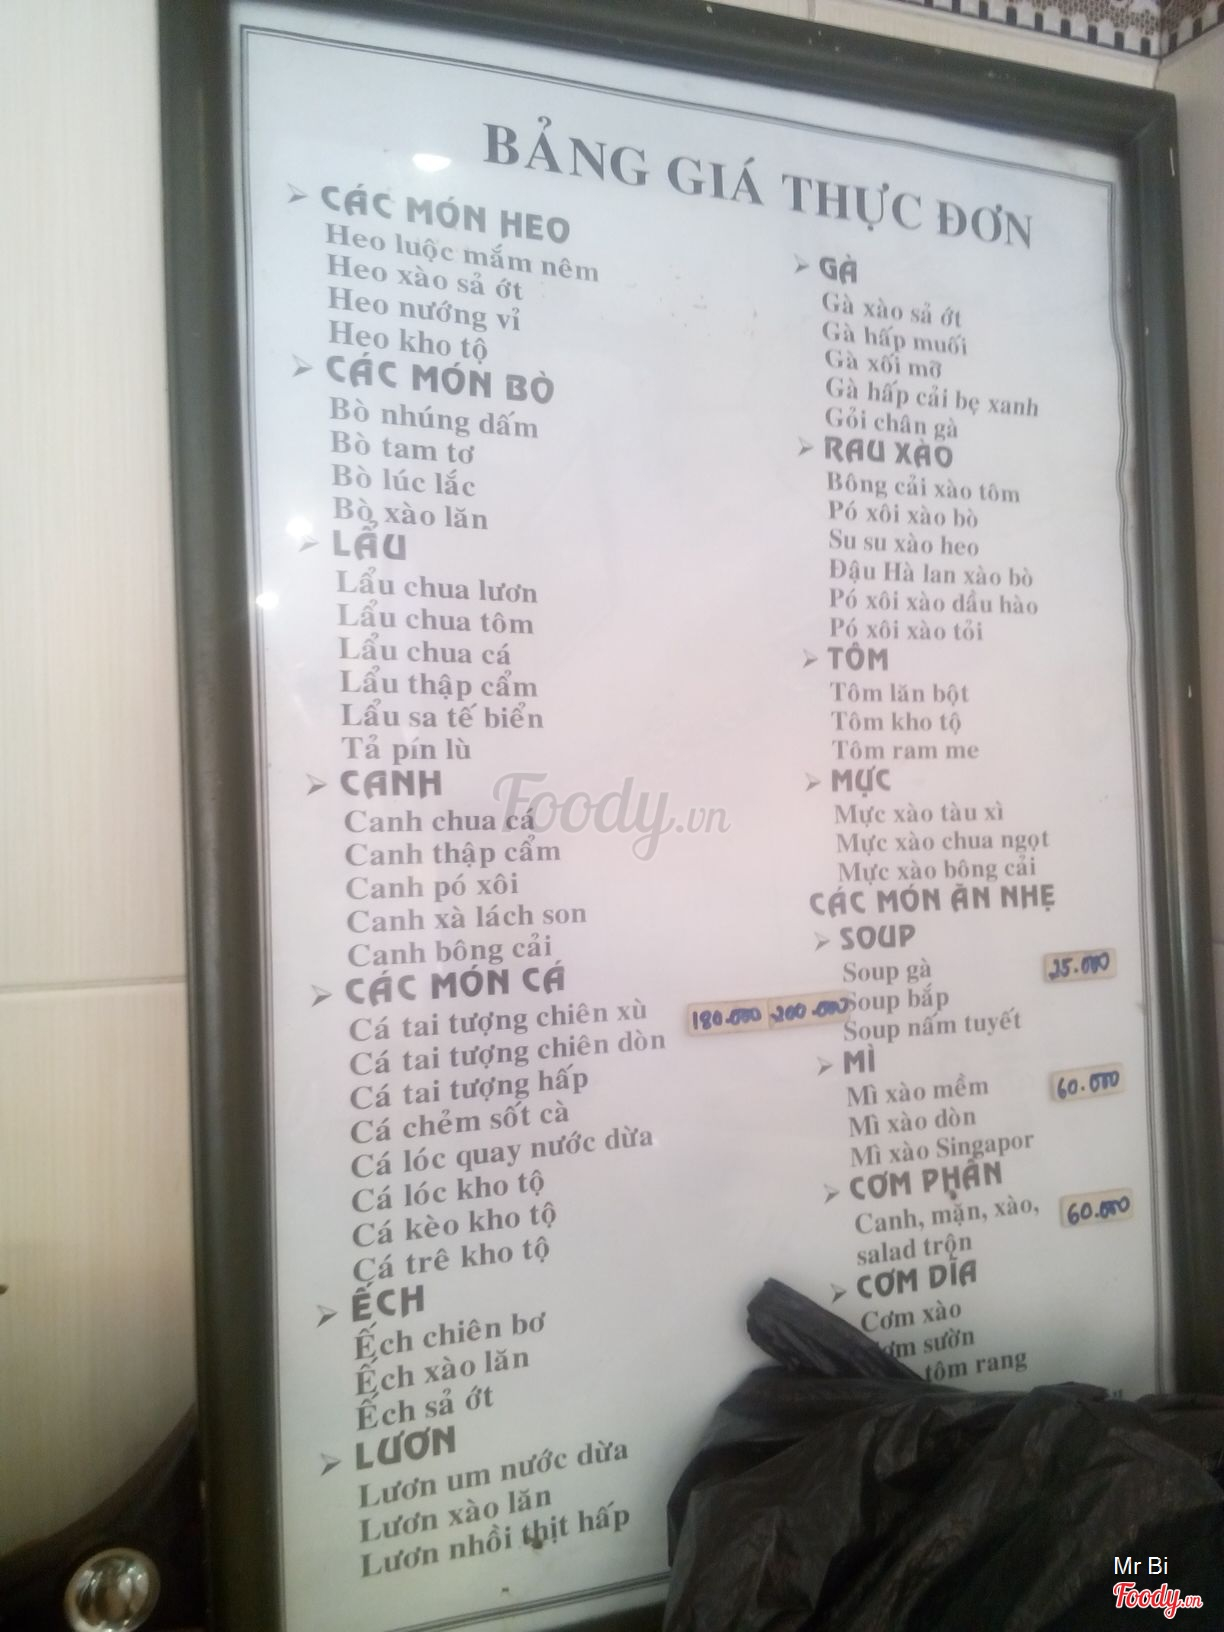 BẢNG GIÁ THỰC ĐƠN
➢ CÁC MÓN HEO
Heo luộc mắm nêm
Heo xào sả ớt
Heo nướng vỉ
Heo kho tộ
➢ CÁC MÓN BÒ
Bò nhúng dấm
Bò tam tơ
Bò lúc lắc
Bò xào lăn
➢ LẨU
Lẩu chua lươn
Lẩu chua tôm
Lẩu chua cá
Lẩu thập cẩm
Lẩu sa tế biển
Tả pín lù
➢ CANH
Canh chua cá
Canh thập cẩm
Canh pó xôi
Canh xà lách son
Canh bông cải
➢ CÁC MÓN CÁ
Cá tai tượng chiên xù 180.000 200.000
Cá tai tượng chiên dòn
Cá tai tượng hấp
Cá chẻm sốt cà
Cá lóc quay nước dừa
Cá lóc kho tộ
Cá kèo kho tộ
Cá trê kho tộ
➢ ẾCH
Ếch chiên bơ
Ếch xào lăn
Ếch sả ớt
➢ LƯƠN
Lươn um nước dừa
Lươn xào lăn
Lươn nhồi thịt hấp
➢ GÀ
Gà xào sả ớt
Gà hấp muối
Gà xối mỡ
Gà hấp cải bẹ xanh
Gỏi chân gà
➢ RAU XÀO
Bông cải xào tôm
Pó xôi xào bò
Su su xào heo
Đậu Hà lan xào bò
Pó xôi xào dầu hào
Pó xôi xào tỏi
➢ TÔM
Tôm lăn bột
Tôm kho tộ
Tôm ram me
➢ MỰC
Mực xào tàu xì
Mực xào chua ngọt
Mực xào bông cải
CÁC MÓN ĂN NHẸ
➢ SOUP
Soup gà 25.000
Soup bắp
Soup nấm tuyết
➢ MÌ
Mì xào mềm 60.000
Mì xào dòn
Mì xào Singapor
➢ CƠM PHẦN
Canh, mặn, xào, 60.000
salad trộn
➢ CƠM DĨA
Cơm xào
ơm sườn
tôm rang
Foody.vn
Mr Bi
Foody.vn